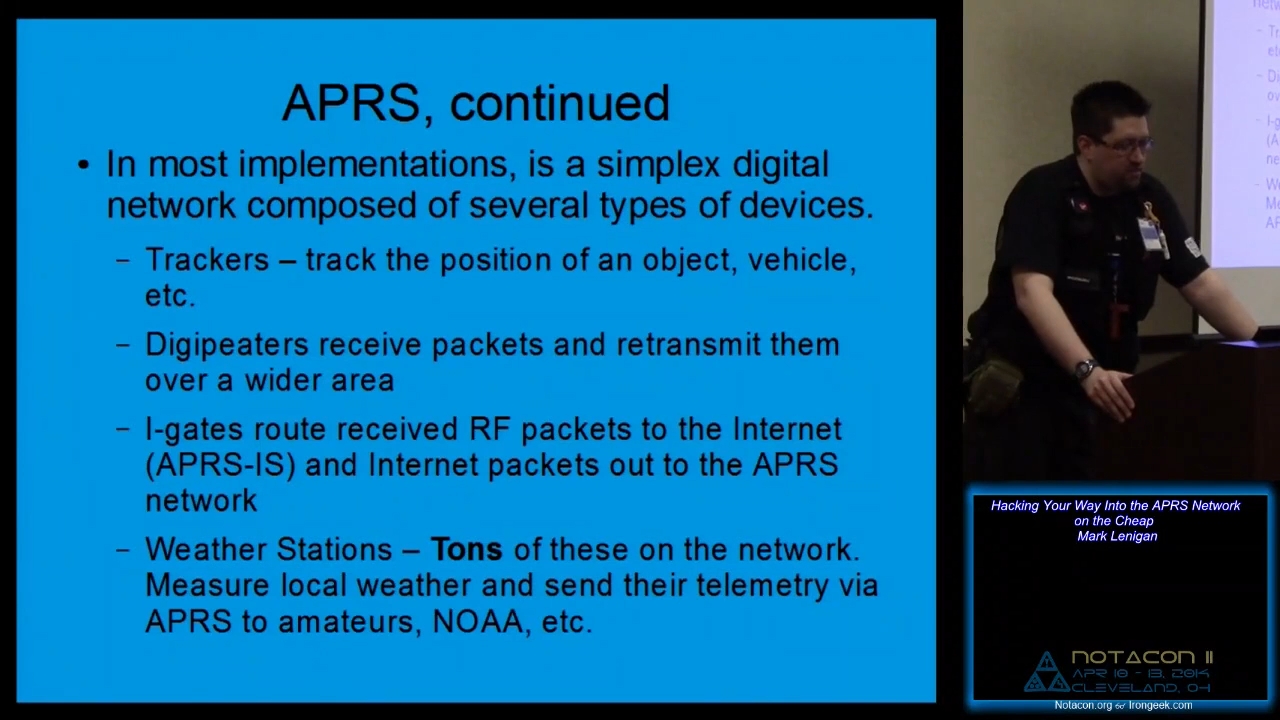 APRS, continued
• In most implementations, is a simplex digital
network composed of several types of devices.
– Trackers – track the position of an object, vehicle,
etc.
– Digipeaters receive packets and retransmit them
over a wider area
– I-gates route received RF packets to the Internet
(APRS-IS) and Internet packets out to the APRS
network
– Weather Stations – Tons of these on the network.
Measure local weather and send their telemetry via
APRS to amateurs, NOAA, etc.
Hacking Your Way Into the APRS Network
on the Cheap
Mark Lenigan
NOTACON 11
APR 10 - 13, 2014
CLEVELAND, OH
Notacon.org & Irongeek.com